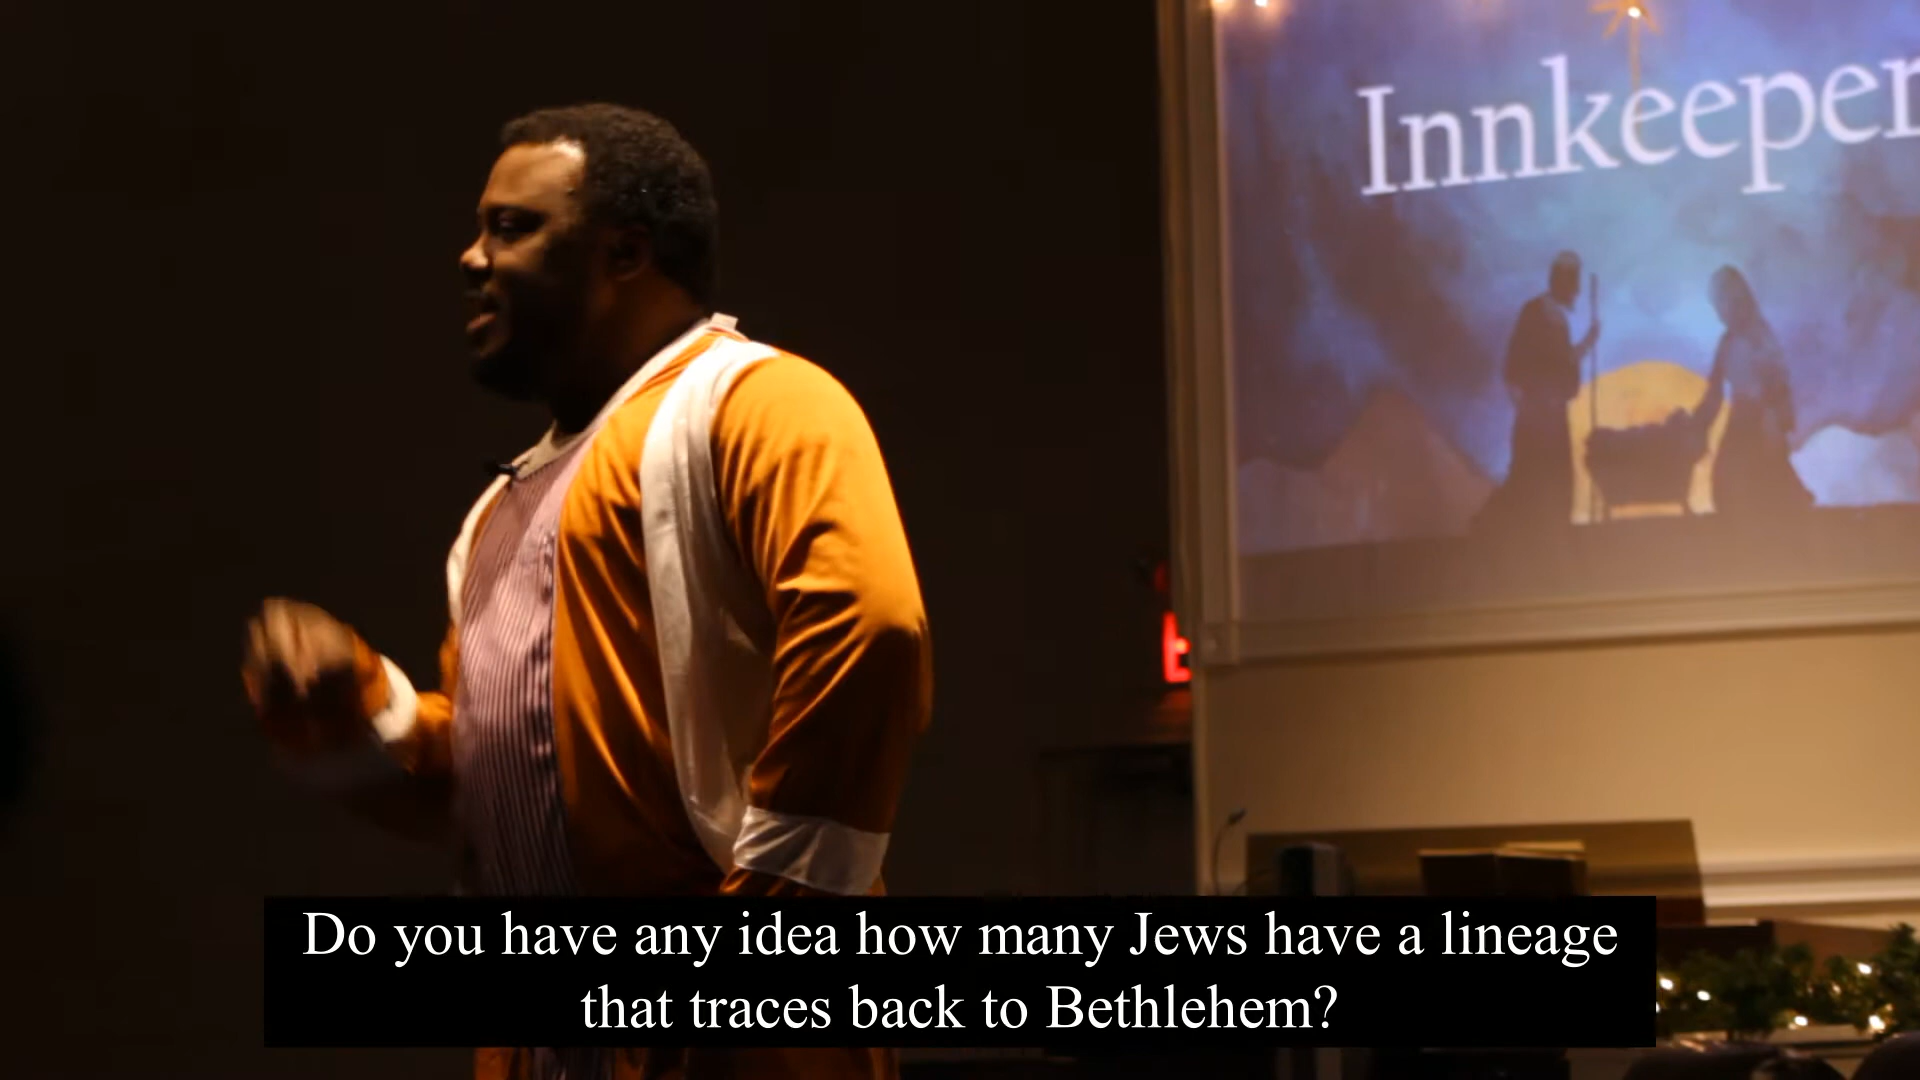 Innkeeper
E
Do you have any idea how many Jews have a lineage
that traces back to Bethlehem?